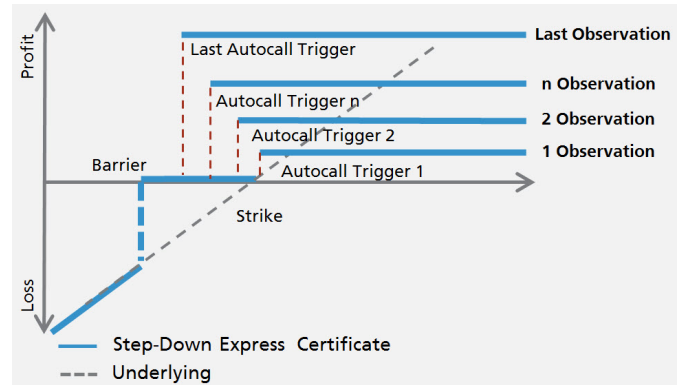 Profit
Last Autocall Trigger
Last Observation
Autocall Trigger n
n Observation
Autocall Trigger 2
2 Observation
Barrier
Autocall Trigger 1
1 Observation
Strike
Loss
Step-Down Express Certificate
Underlying